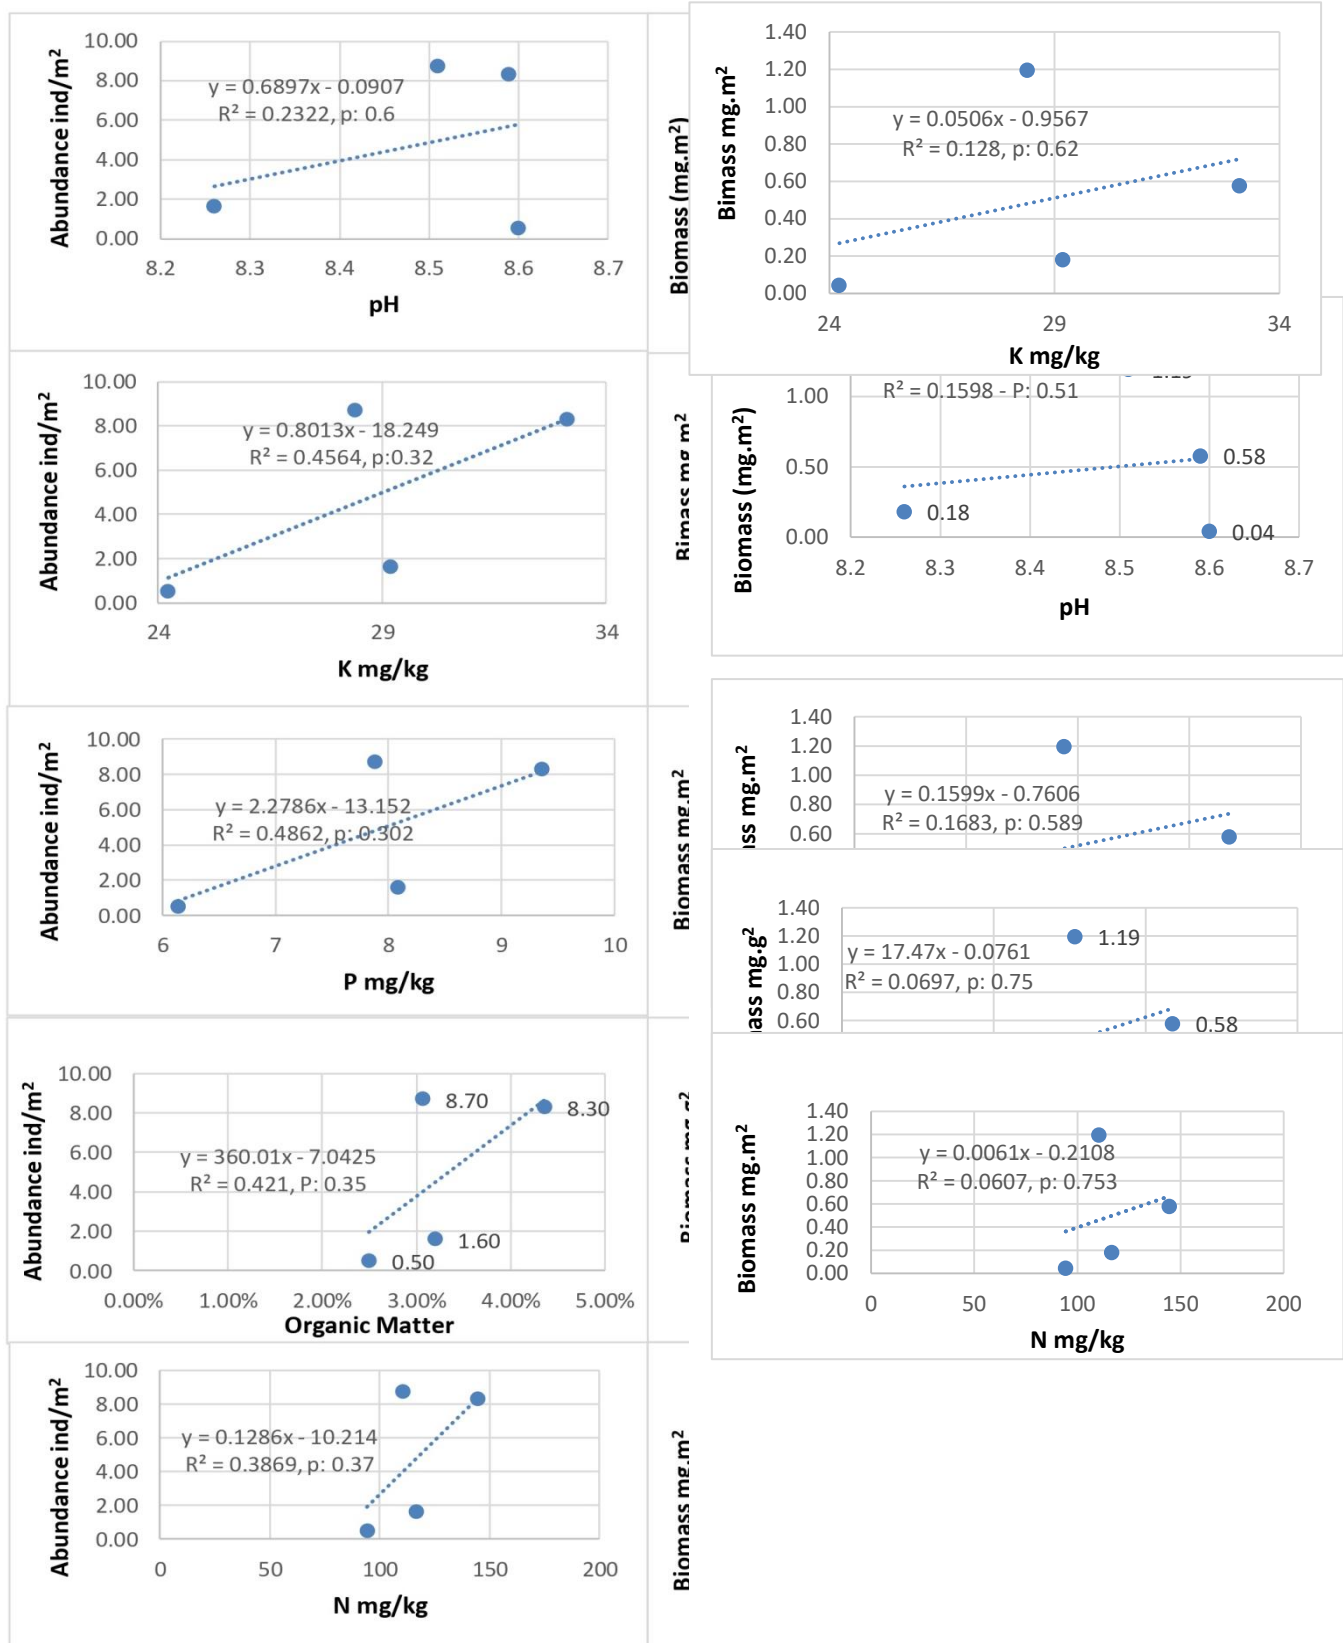 Abundance ind/m²
10.00
8.00
6.00
4.00
2.00
0.00
y = 0.6897x - 0.0907
R² = 0.2322, p: 0.6
8.2 8.3 8.4 8.5 8.6 8.7
pH
Abundance ind/m²
10.00
8.00
6.00
4.00
2.00
0.00
y = 0.8013x - 18.249
R² = 0.4564, p:0.32
24 29 34
K mg/kg
Abundance ind/m²
10.00
8.00
6.00
4.00
2.00
0.00
y = 2.2786x - 13.152
R² = 0.4862, p: 0.302
6 7 8 9 10
P mg/kg
Abundance ind/m²
10.00
8.00
6.00
4.00
2.00
0.00
8.70
8.30
y = 360.01x - 7.0425
R² = 0.421, P: 0.35
1.60
0.50
0.00% 1.00% 2.00% 3.00% 4.00% 5.00%
Organic Matter
Abundance ind/m²
10.00
8.00
6.00
4.00
2.00
0.00
y = 0.1286x - 10.214
R² = 0.3869, p: 0.37
0 50 100 150 200
N mg/kg
Biomass (mg.m²)
Bimass mg m²
Biomass mg.m²
Biomass mg.g²
Biomass mg.m²
Bimass mg.m²
1.40
1.20
1.00
0.80
0.60
0.40
0.20
0.00
y = 0.0506x - 0.9567
R² = 0.128, p: 0.62
24 29 34
K mg/kg
Biomass (mg.m²)
1.00
0.50
0.00
R² = 0.1598 - P: 0.51
0.58
0.18
0.04
8.2 8.3 8.4 8.5 8.6 8.7
pH
mg.m²
1.40
1.20
1.00
0.80
0.60
y = 0.1599x - 0.7606
R² = 0.1683, p: 0.589
mg.g²
1.40
1.20
1.00
0.80
0.60
1.19
y = 17.47x - 0.0761
R² = 0.0697, p: 0.75
0.58
Biomass mg.m²
1.40
1.20
1.00
0.80
0.60
0.40
0.20
0.00
y = 0.0061x - 0.2108
R² = 0.0607, p: 0.753
0 50 100 150 200
N mg/kg